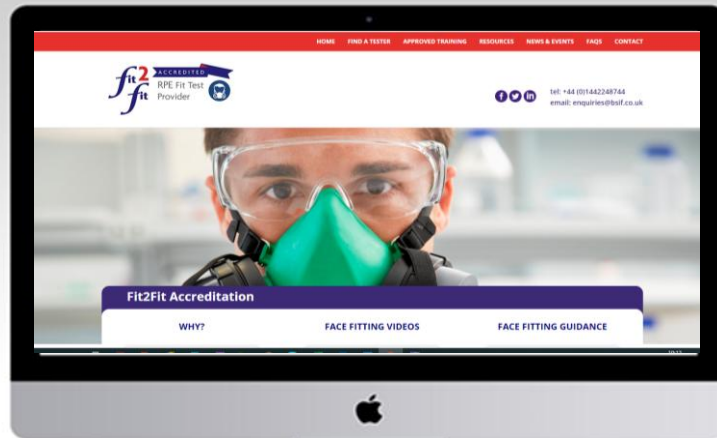 HOME FIND A TESTER APPROVED TRAINING RESOURCES NEWS & EVENTS FAQS CONTACT
fit2fit
ACCREDITED
RPE Fit Test
Provider
tel: +44 (0)1442248744
email: enquiries@bsif.co.uk
Fit2Fit Accreditation
WHY? FACE FITTING VIDEOS FACE FITTING GUIDANCE